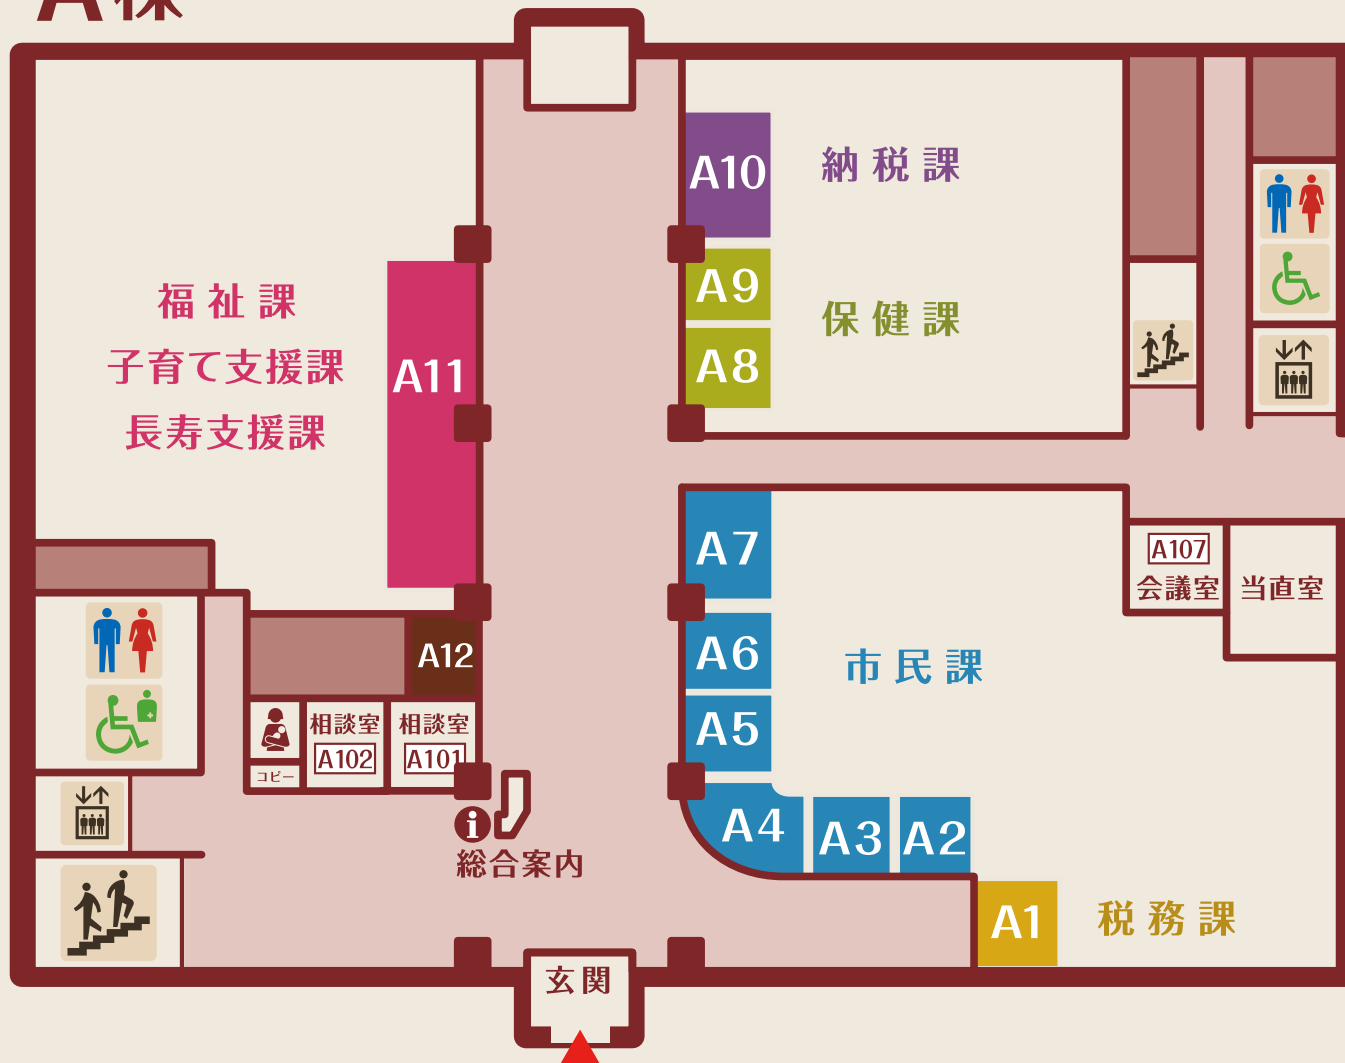 A棟
A10
納税課
A9
保健課
A8
福祉課
子育て支援課
長寿支援課
A11
A7
A107
会議室
当直室
A6
市民課
A12
A5
相談室
A102
相談室
A101
コピー
A4
A3
A2
i
総合案内
A1
税務課
玄関